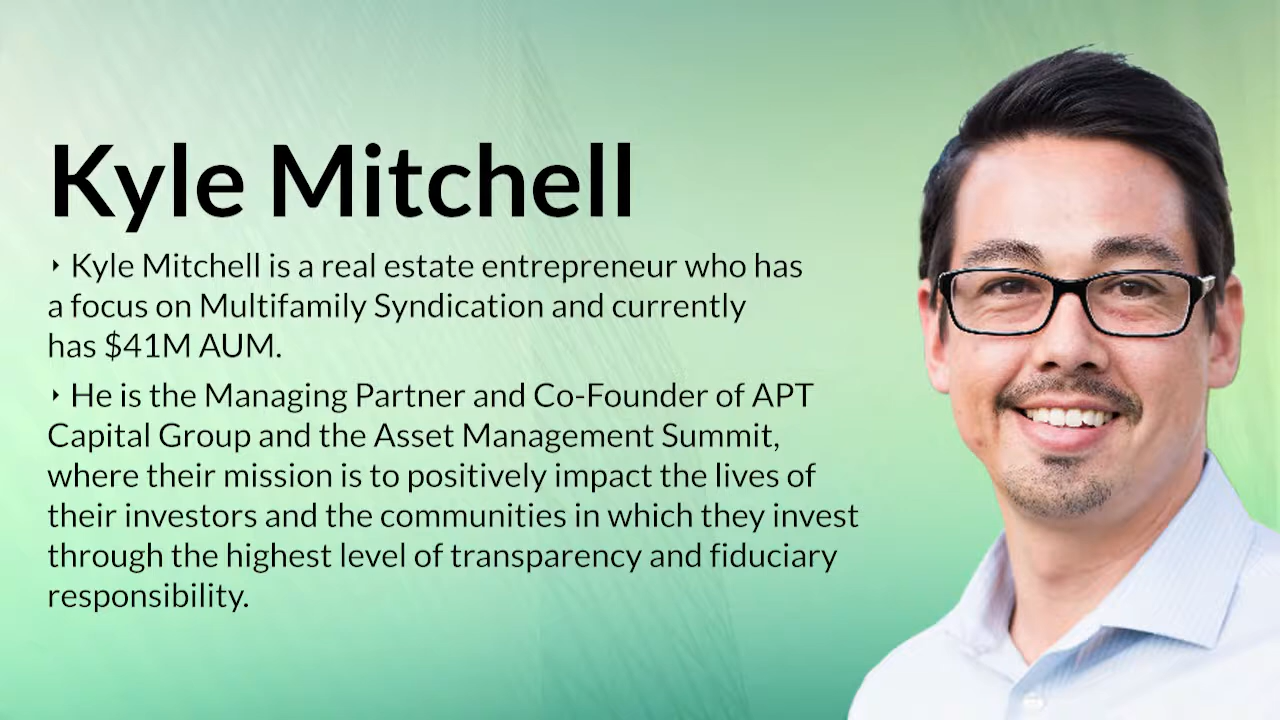 Kyle Mitchell
‣ Kyle Mitchell is a real estate entrepreneur who has
a focus on Multifamily Syndication and currently
has $41M AUM.
‣ He is the Managing Partner and Co-Founder of APT
Capital Group and the Asset Management Summit,
where their mission is to positively impact the lives of
their investors and the communities in which they invest
through the highest level of transparency and fiduciary
responsibility.